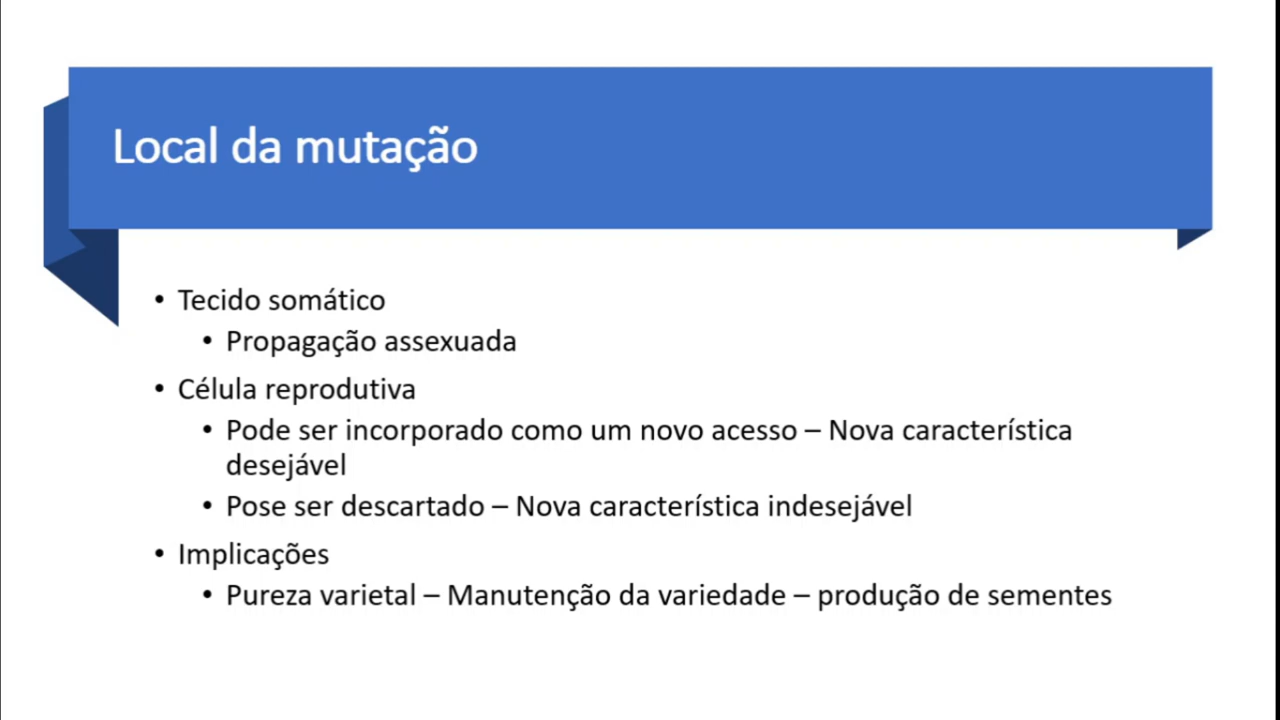 Local da mutação
• Tecido somático
• Propagação assexuada
• Célula reprodutiva
• Pode ser incorporado como um novo acesso – Nova característica
desejável
• Pose ser descartado – Nova característica indesejável
• Implicações
• Pureza varietal – Manutenção da variedade – produção de sementes